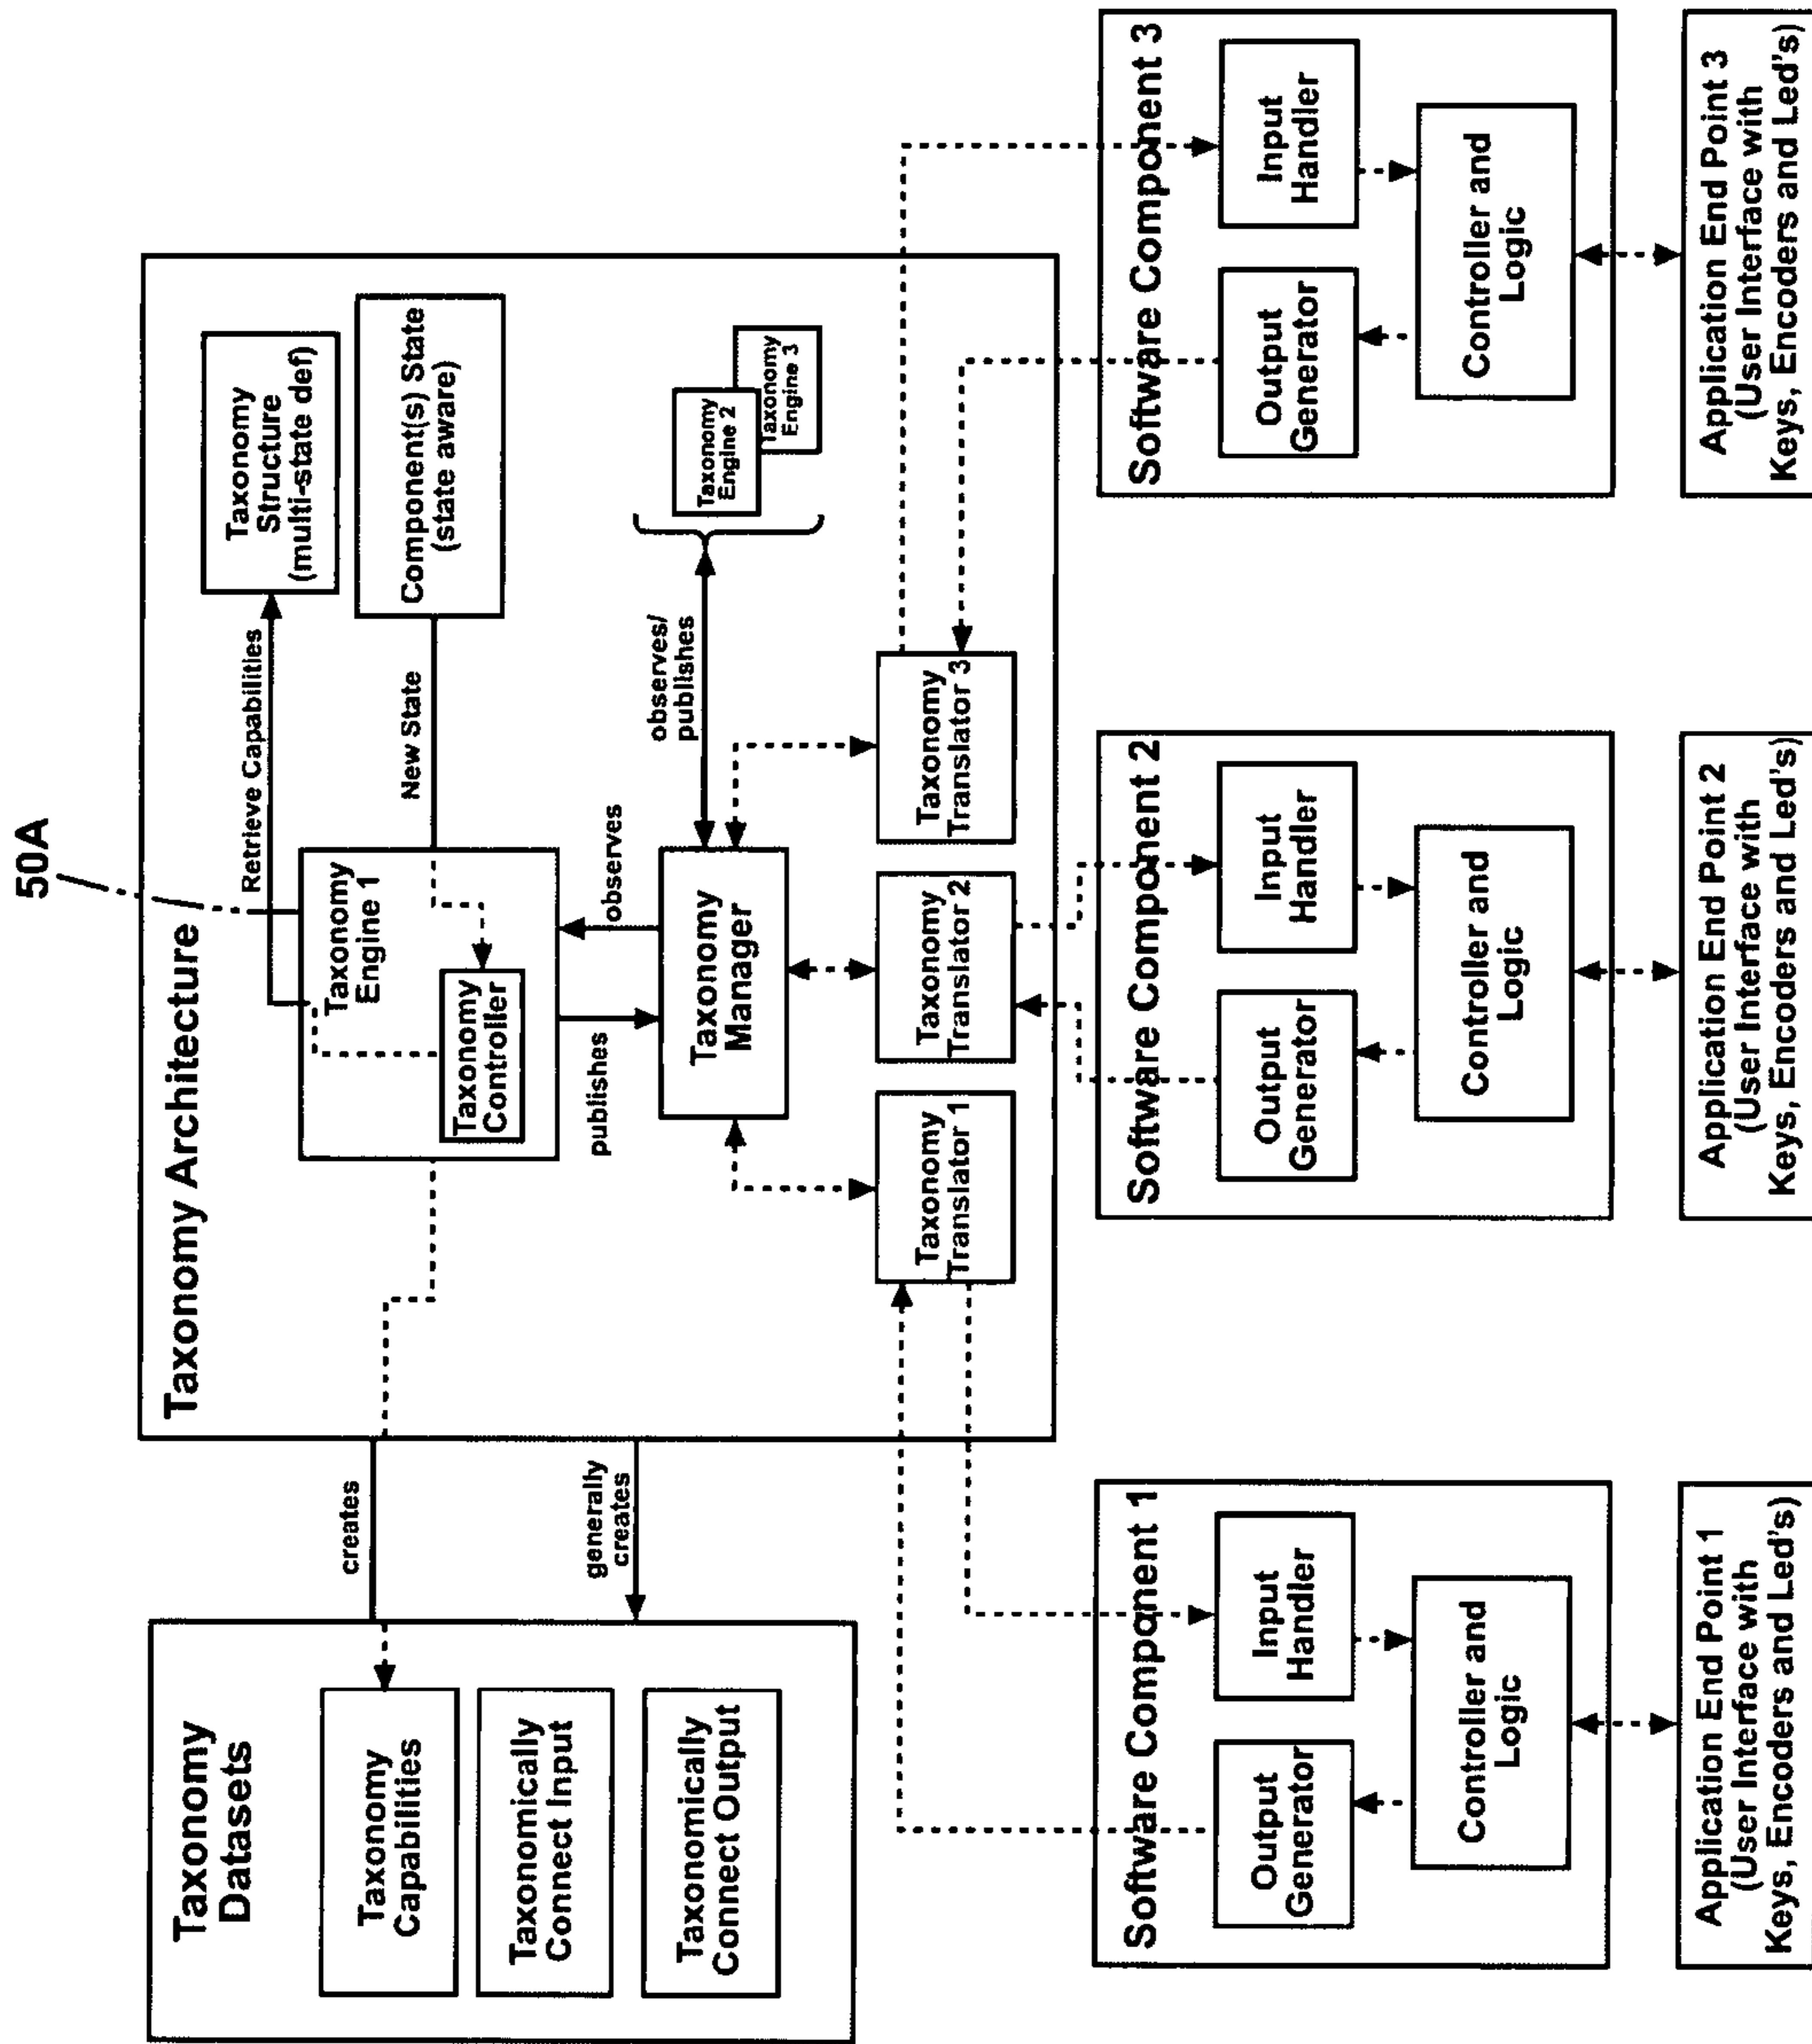 50A
Taxonomy
Datasets
Taxonomy
Capabilities
Taxonomically
Connect Input
Taxonomically
Connect Output
creates
generally
creates
Taxonomy Architecture
Taxonomy
Engine 1
Taxonomy
Controller
Retrieve Capabilities
New State
Taxonomy
Structure
(multi-state def)
Component(s) State
(state aware)
publishes
observes
Taxonomy
Manager
observes/
publishes
Taxonomy
Engine 2
Taxonomy
Engine 3
Taxonomy
Translator 1
Taxonomy
Translator 2
Taxonomy
Translator 3
Software Component 1
Output
Generator
Input
Handler
Controller and
Logic
Application End Point 1
(User Interface with
Keys, Encoders and Led's)
Software Component 2
Output
Generator
Input
Handler
Controller and
Logic
Application End Point 2
(User Interface with
Keys, Encoders and Led's)
Software Component 3
Output
Generator
Input
Handler
Controller and
Logic
Application End Point 3
(User Interface with
Keys, Encoders and Led's)